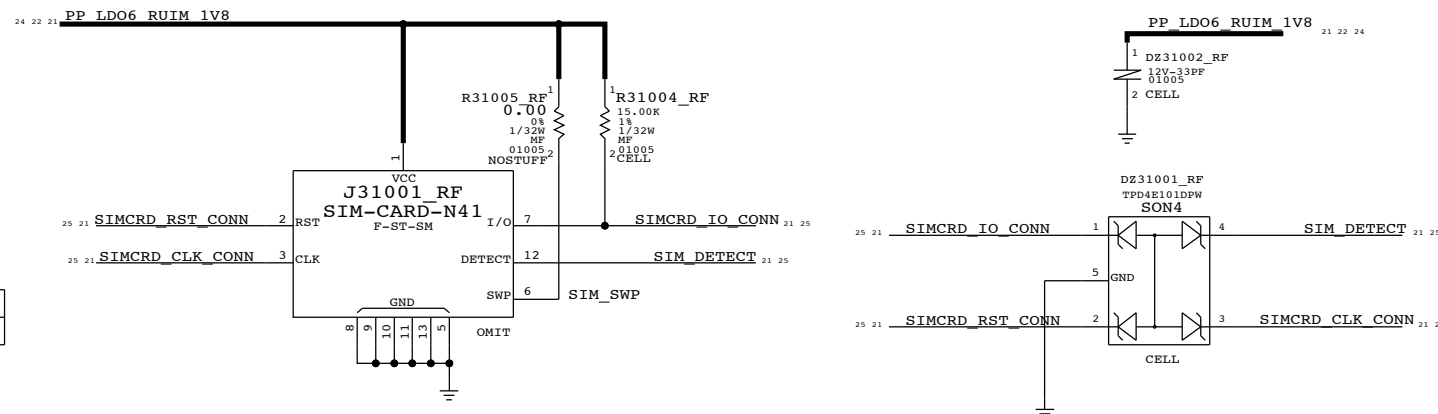 24 22 21 PP_LDO6_RUIM_1V8
PP_LDO6_RUIM_1V8 21 22 24
1
DZ31002_RF
12V-33PF
01005
2 CELL
R31005_RF 1
0.00
0%
1/32W
MF
01005
NOSTUFF 2
1 R31004_RF
15.00K
1%
1/32W
MF
01005
2 CELL
1
VCC
J31001_RF
SIM-CARD-N41
F-ST-SM
25 21 SIMCRD_RST_CONN 2 RST
I/O 7 SIMCRD_IO_CONN 21 25
25 21 SIMCRD_CLK_CONN 3 CLK
DETECT 12 SIM_DETECT 21 25
SWP 6 SIM_SWP
GND
8 9 10 11 13 5
OMIT
DZ31001_RF
TPD4E101DPW
SON4
25 21 SIMCRD_IO_CONN 1
4 SIM_DETECT 21 25
5 GND
25 21 SIMCRD_RST_CONN 2
3 SIMCRD_CLK_CONN 21
CELL